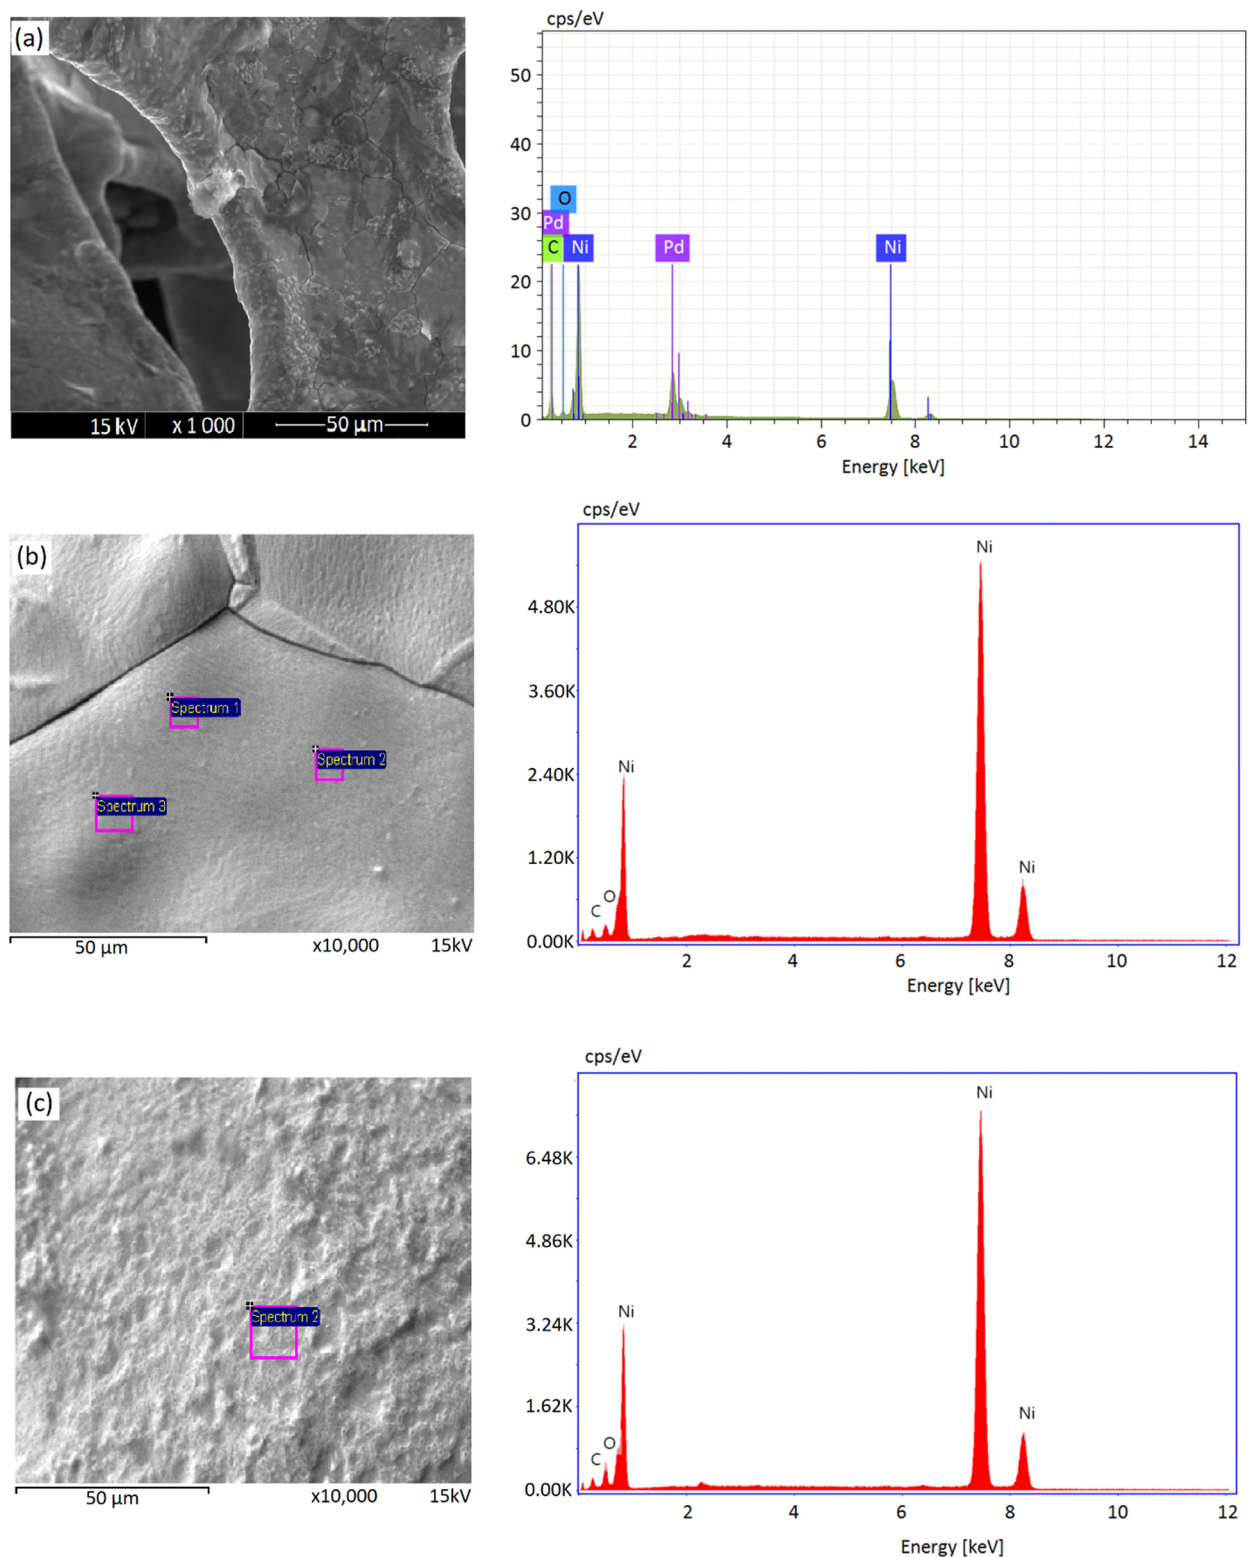 (a)
15 kV x 1 000 50 µm
cps/eV
50
40
30
20
10
0
O
Pd
C Ni Pd Ni
2 4 6 8 10 12 14
Energy [keV]
(b)
Spectrum 1
Spectrum 2
Spectrum 3
50 µm x10,000 15kV
cps/eV
4.80K
3.60K
2.40K
1.20K
0.00K
Ni
Ni
Ni
O
C
2 4 6 8 10 12
Energy [keV]
(c)
Spectrum 2
50 µm x10,000 15kV
cps/eV
6.48K
4.86K
3.24K
1.62K
0.00K
Ni
Ni
Ni
O
C
2 4 6 8 10 12
Energy [keV]